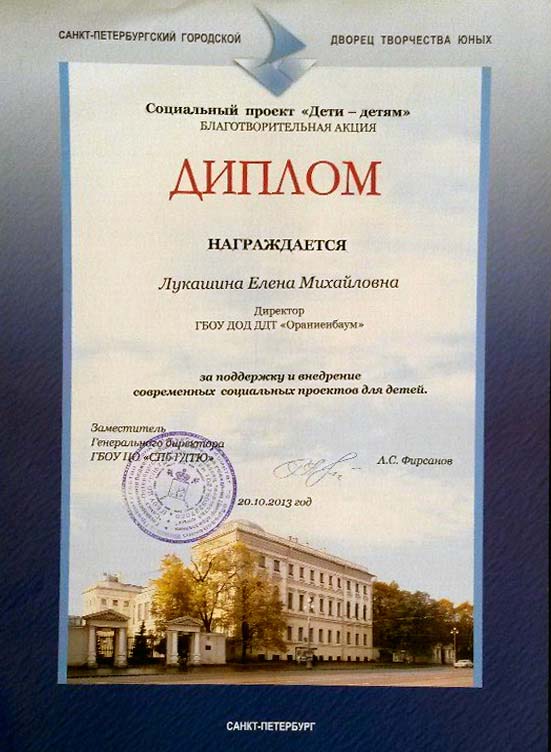 САНКТ-ПЕТЕРБУРГСКИЙ ГОРОДСКОЙ ДВОРЕЦ ТВОРЧЕСТВА ЮНЫХ
Социальный проект «Дети – детям»
БЛАГОТВОРИТЕЛЬНАЯ АКЦИЯ
ДИПЛОМ
НАГРАЖДАЕТСЯ
Лукашина Елена Михайловна
Директор
ГБОУ ДОД ДДТ «Ораниенбаум»
за поддержку и внедрение
современных социальных проектов для детей.
Заместитель
Генерального директора
ГБОУ ЦО «СПб ГДТЮ»
А.С. Фирсанов
20.10.2013 год
САНКТ-ПЕТЕРБУРГ